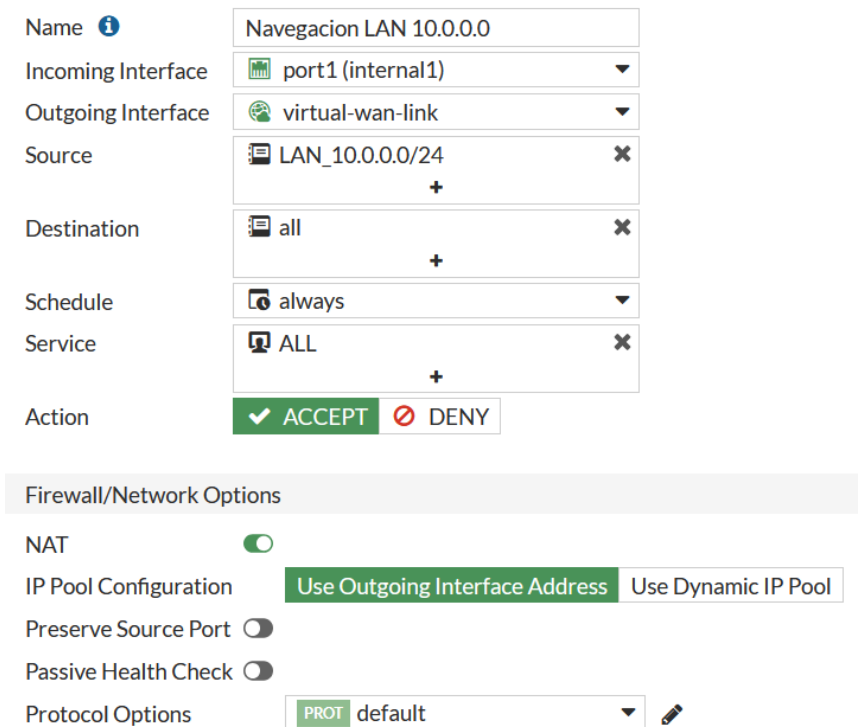 Name
Navegacion LAN 10.0.0.0
Incoming Interface
port1 (internal1)
Outgoing Interface
virtual-wan-link
Source
LAN_10.0.0.0/24
+
Destination
all
+
Schedule
always
Service
ALL
+
Action
ACCEPT
DENY
Firewall/Network Options
NAT
IP Pool Configuration
Use Outgoing Interface Address
Use Dynamic IP Pool
Preserve Source Port
Passive Health Check
Protocol Options
PROT default